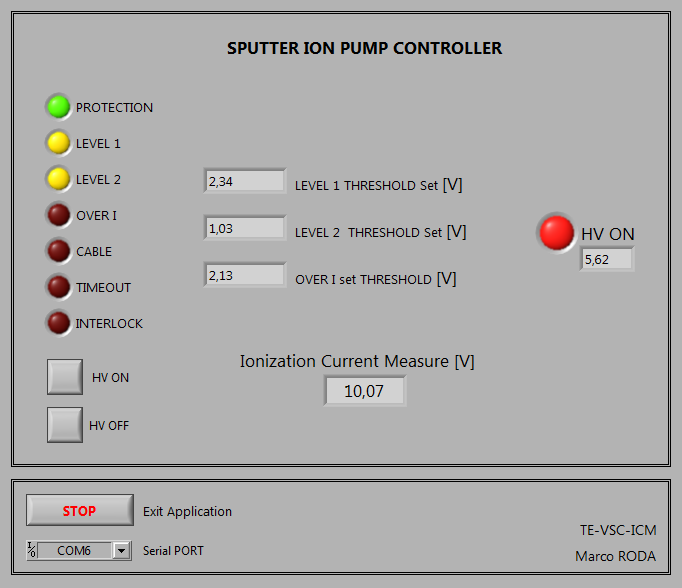 SPUTTER ION PUMP CONTROLLER
PROTECTION
LEVEL 1
LEVEL 2
OVER I
CABLE
TIMEOUT
INTERLOCK
2,34 LEVEL 1 THRESHOLD Set [V]
1,03 LEVEL 2 THRESHOLD Set [V]
2,13 OVER I set THRESHOLD [V]
HV ON
5,62
Ionization Current Measure [V]
10,07
HV ON
HV OFF
STOP Exit Application
I/O COM6 Serial PORT
TE-VSC-ICM
Marco RODA